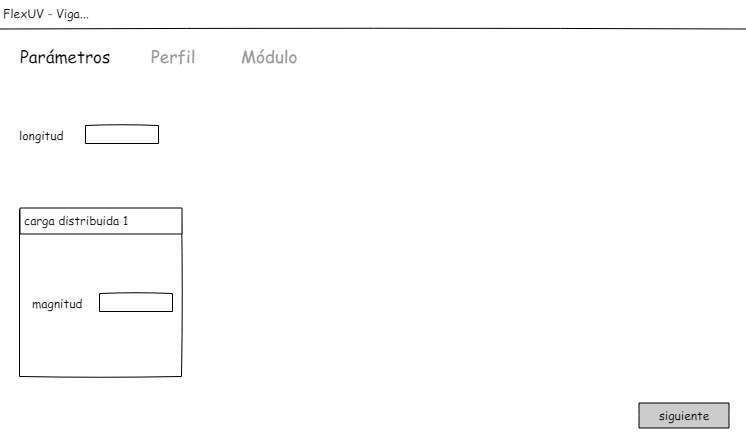 FlexUV - Viga...
Parámetros Perfil Módulo
longitud
carga distribuida 1
magnitud
siguiente